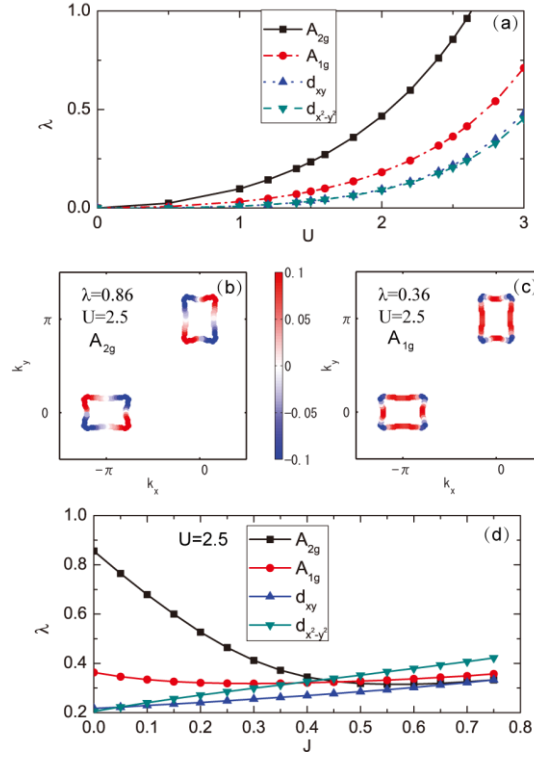 (a)
A2g
A1g
dxy
dx²-y²
1.0
0.5
0.0
λ
0 1 2 3
U
(b)
λ=0.86
U=2.5
A2g
π
0
ky
-π 0
kx
0.1
0.05
0
-0.05
-0.1
(c)
λ=0.36
U=2.5
A1g
π
0
ky
-π 0
kx
(d)
U=2.5
A2g
A1g
dxy
dx²-y²
1.0
0.8
0.6
0.4
0.2
λ
0.0 0.1 0.2 0.3 0.4 0.5 0.6 0.7 0.8
J